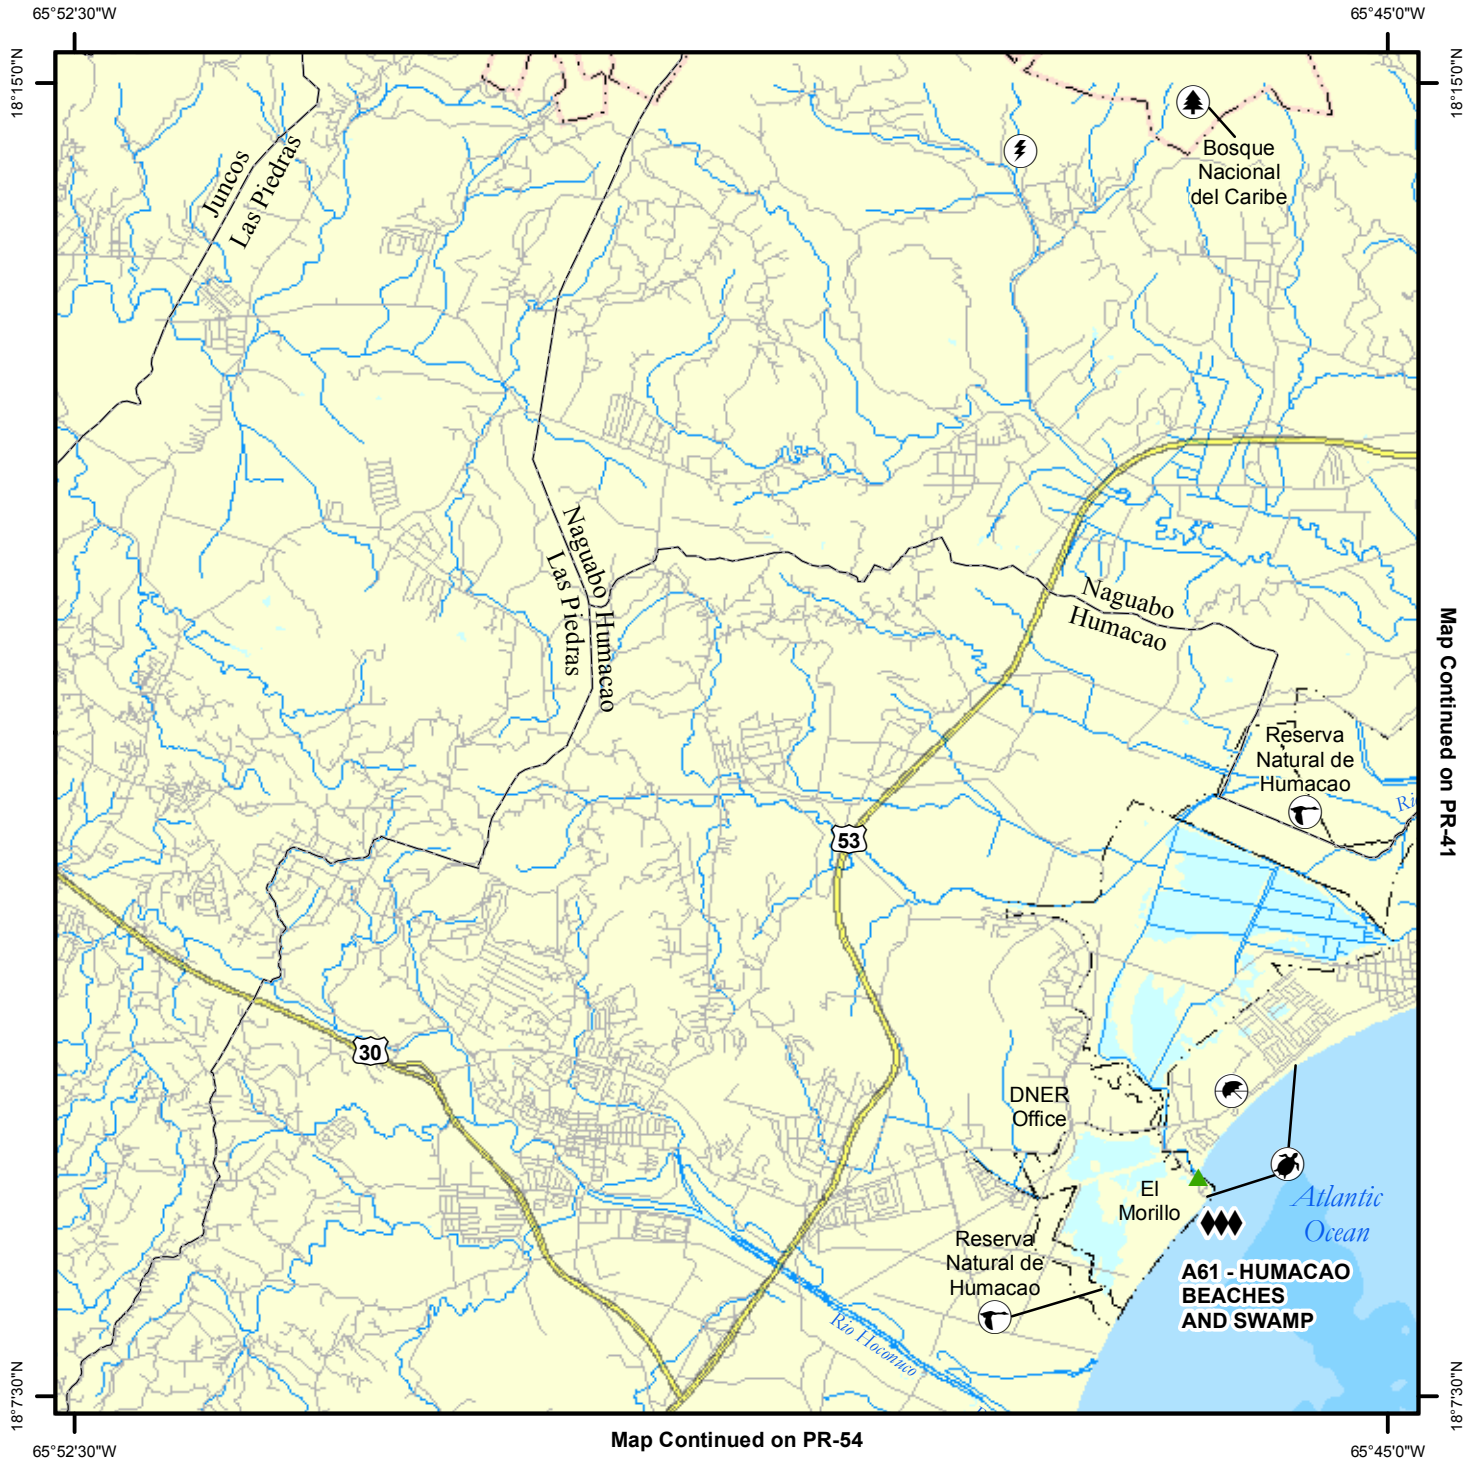 65°52'30"W
65°45'0"W
18°15'0"N
18°15'0"N
Bosque
Nacional
del Caribe
Juncos
Las Piedras
Naguabo
Humacao
Las Piedras
Naguabo
Humacao
Map Continued on PR-41
Reserva
Natural de
Humacao
53
30
DNER
Office
El
Morillo
Atlantic
Ocean
Reserva
Natural de
Humacao
A61 - HUMACAO
BEACHES
AND SWAMP
Río Hoconuco
18°7'30"N
18°7'30"N
65°52'30"W
Map Continued on PR-54
65°45'0"W